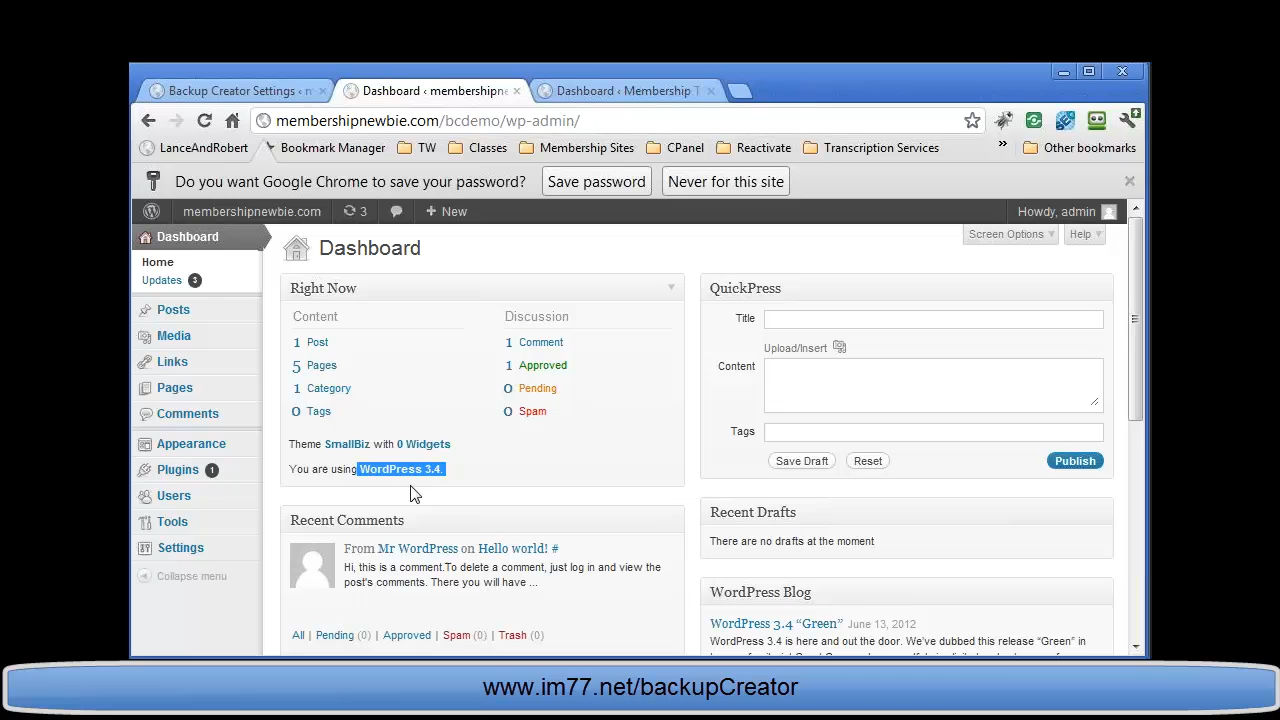 Backup Creator Settings ‹
Dashboard ‹ membershipne
Dashboard ‹ Membership T
membershipnewbie.com/bcdemo/wp-admin/
LanceAndRobert
Bookmark Manager
TW
Classes
Membership Sites
CPanel
Reactivate
Transcription Services
»
Other bookmarks
Do you want Google Chrome to save your password?
Save password
Never for this site
membershipnewbie.com
3
+ New
Howdy, admin
Dashboard
Home
Updates 3
Posts
Media
Links
Pages
Comments
Appearance
Plugins 1
Users
Tools
Settings
Collapse menu
Dashboard
Screen Options
Help
Right Now
Content
Discussion
1 Post
1 Comment
5 Pages
1 Approved
1 Category
0 Pending
0 Tags
0 Spam
Theme SmallBiz with 0 Widgets
You are using WordPress 3.4.
Recent Comments
From Mr WordPress on Hello world! #
Hi, this is a comment.To delete a comment, just log in and view the
post's comments. There you will have ...
All | Pending (0) | Approved | Spam (0) | Trash (0)
QuickPress
Title
Upload/Insert
Content
Tags
Save Draft
Reset
Publish
Recent Drafts
There are no drafts at the moment
WordPress Blog
WordPress 3.4 “Green” June 13, 2012
WordPress 3.4 is here and out the door. We've dubbed this release “Green” in
www.im77.net/backupCreator